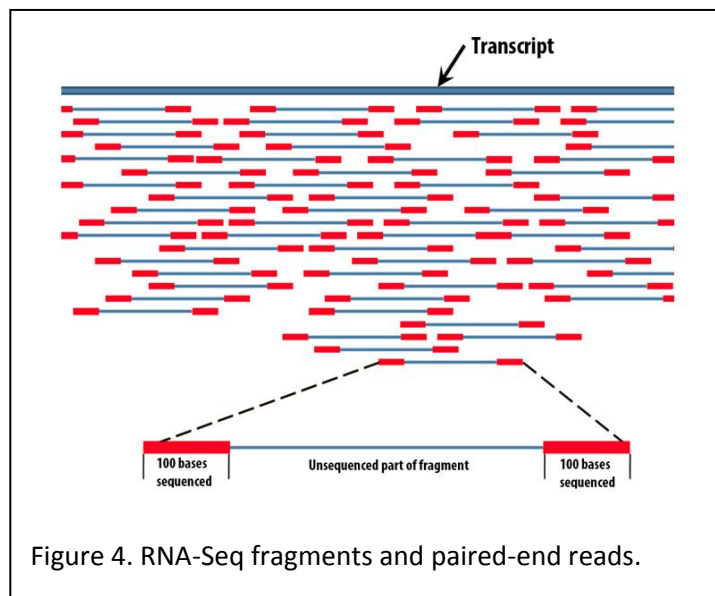 Transcript
100 bases
sequenced
Unsequenced part of fragment
100 bases
sequenced
Figure 4. RNA-Seq fragments and paired-end reads.